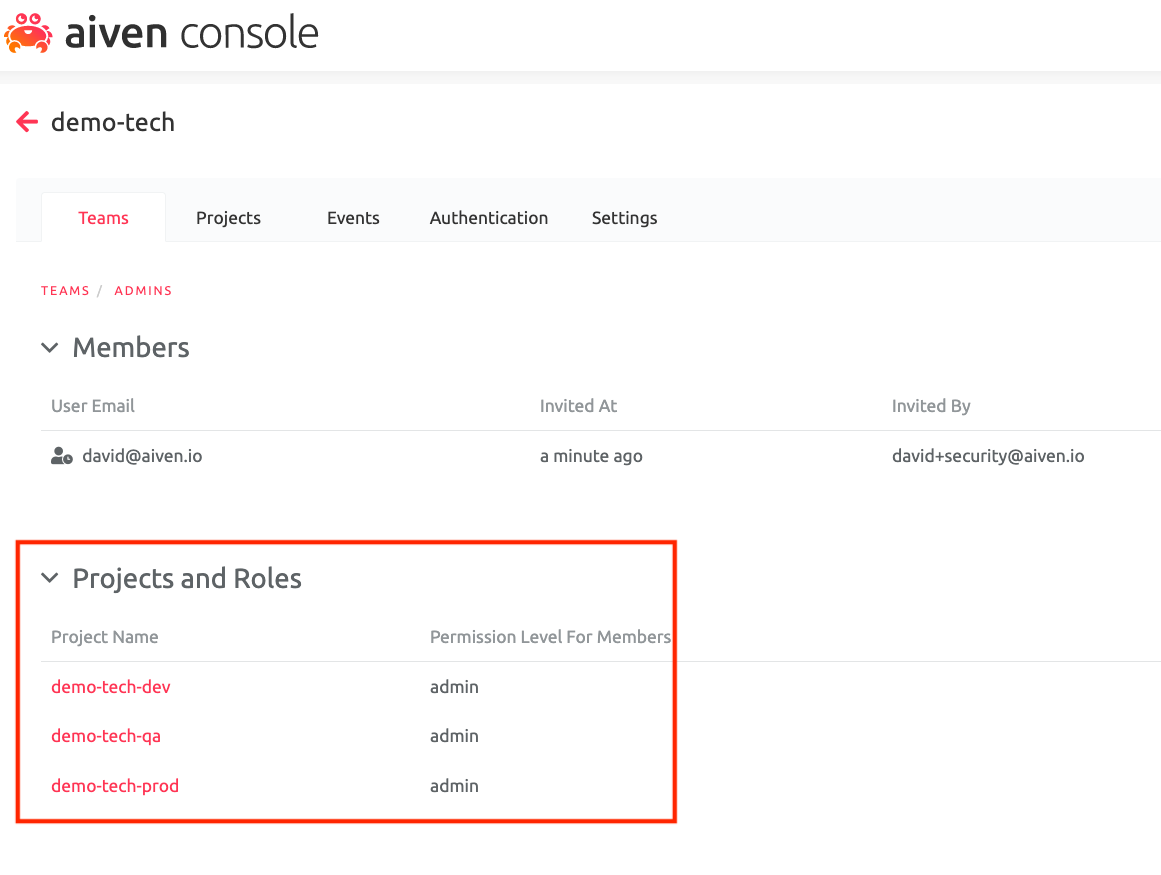 aiven console
demo-tech
Teams Projects Events Authentication Settings
TEAMS / ADMINS
Members
User Email Invited At Invited By
david@aiven.io a minute ago david+security@aiven.io
Projects and Roles
Project Name Permission Level For Members
demo-tech-dev admin
demo-tech-qa admin
demo-tech-prod admin